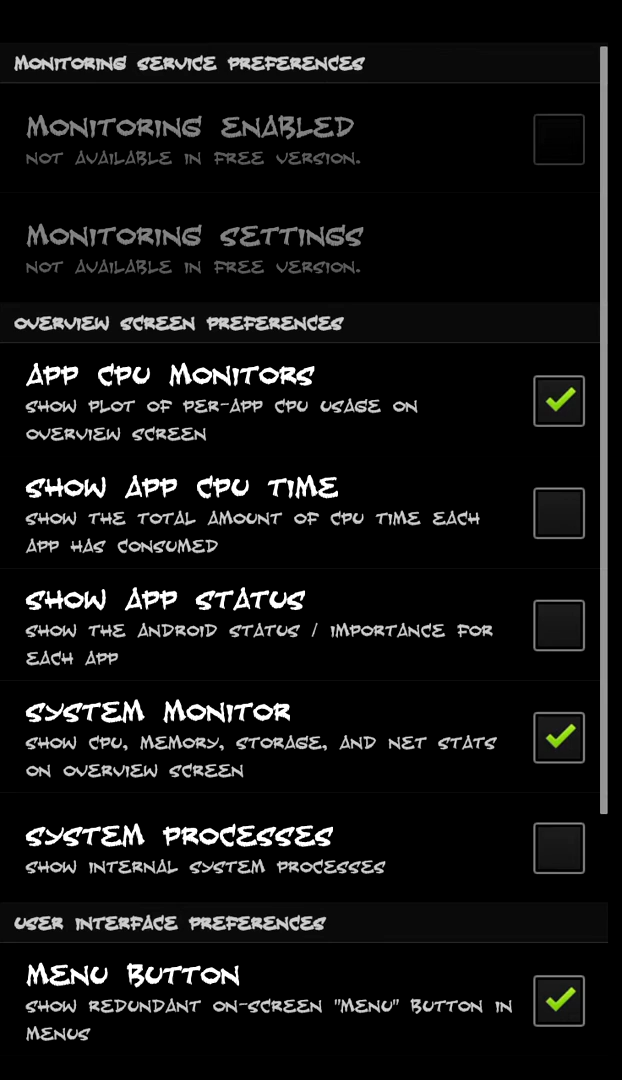 Monitoring service preferences
Monitoring enabled
Not available in free version.
Monitoring settings
Not available in free version.
Overview screen preferences
App CPU Monitors
Show plot of per-app CPU usage on
overview screen
Show App CPU Time
Show the total amount of CPU time each
app has consumed
Show App Status
Show the Android status / importance for
each app
System Monitor
Show CPU, memory, storage, and net stats
on overview screen
System Processes
Show internal system processes
User interface preferences
Menu Button
Show redundant on-screen "Menu" button in
menus